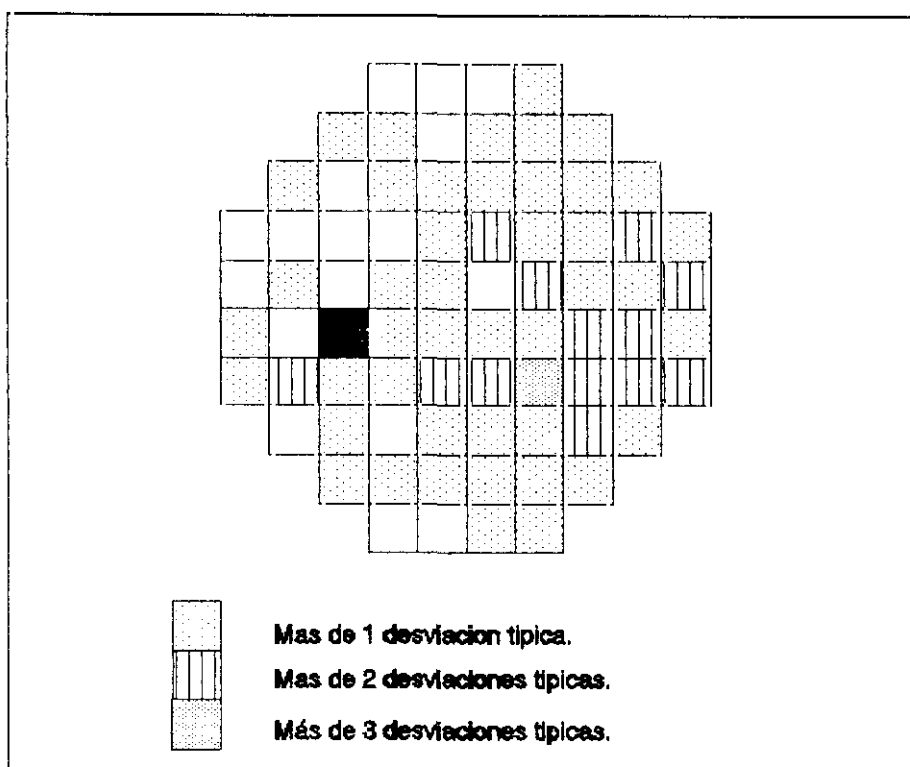 Mas de 1 desviacion tipica.
Mas de 2 desviaciones tipicas.
Más de 3 desviaciones tipicas.